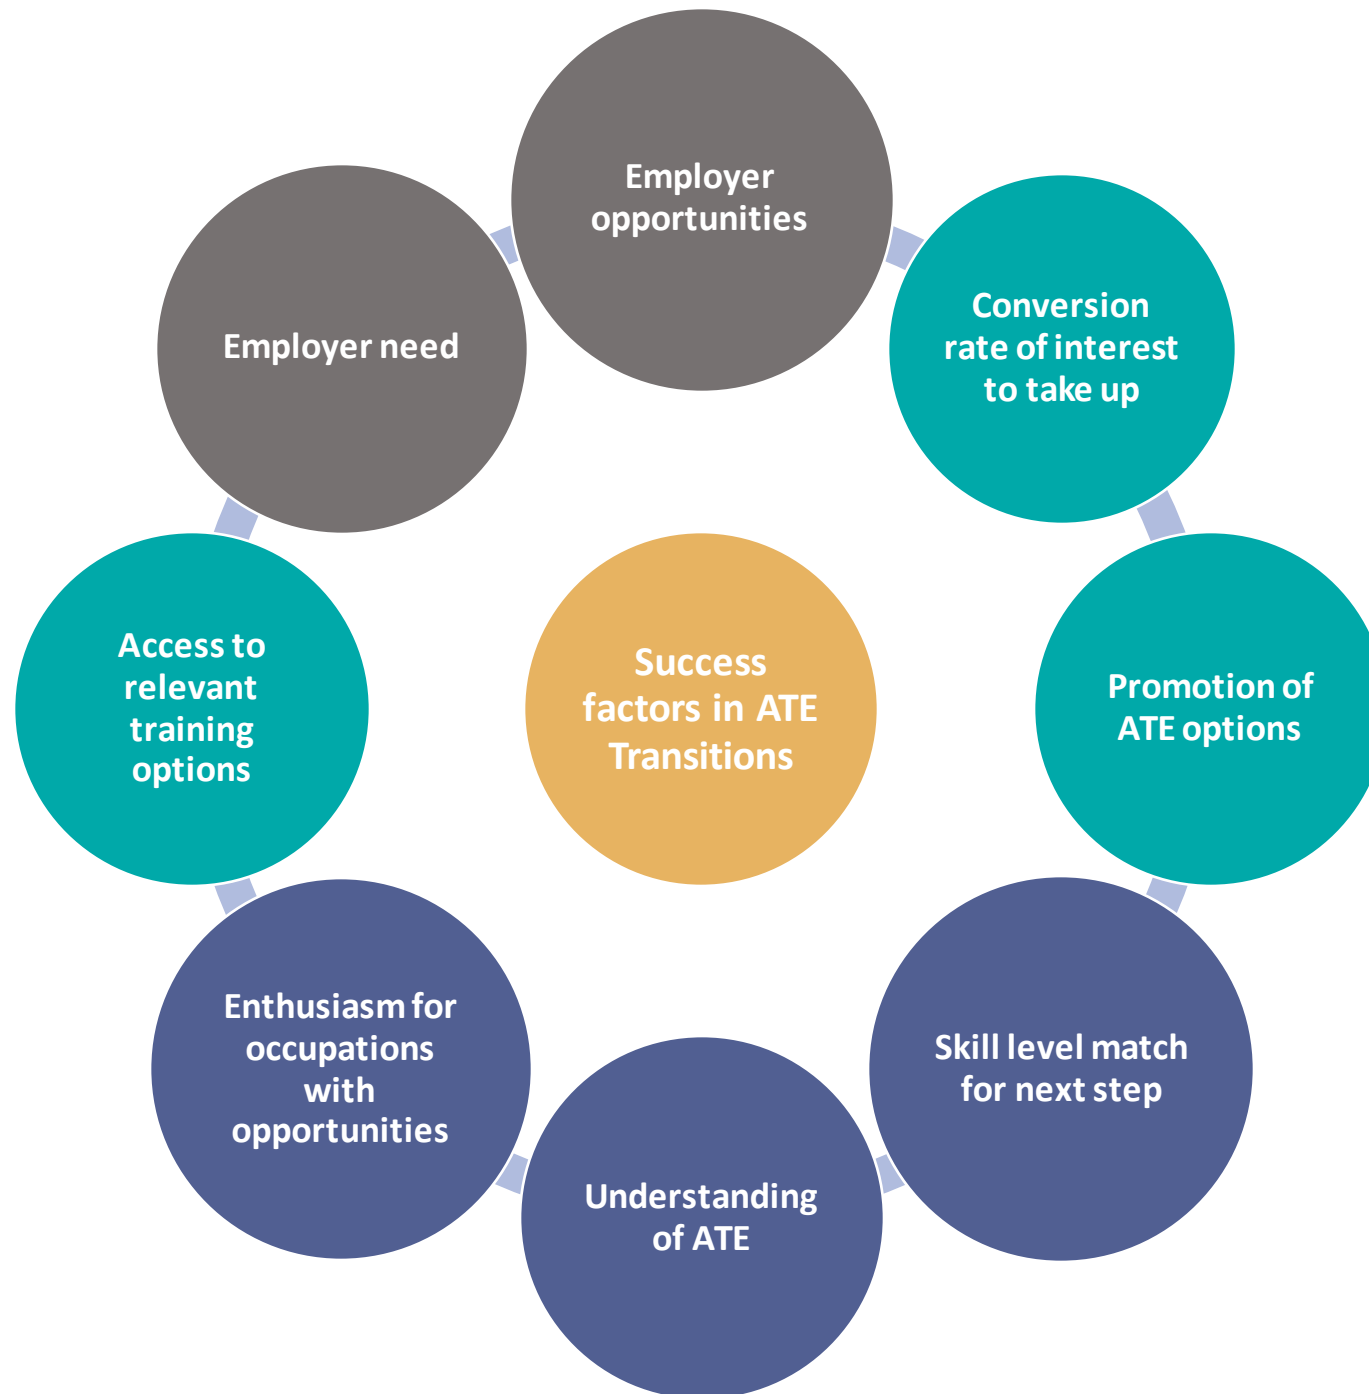 Employer
opportunities
Conversion
rate of interest
to take up
Promotion of
ATE options
Skill level match
for next step
Understanding
of ATE
Enthusiasm for
occupations
with
opportunities
Access to
relevant
training
options
Employer need
Success
factors in ATE
Transitions